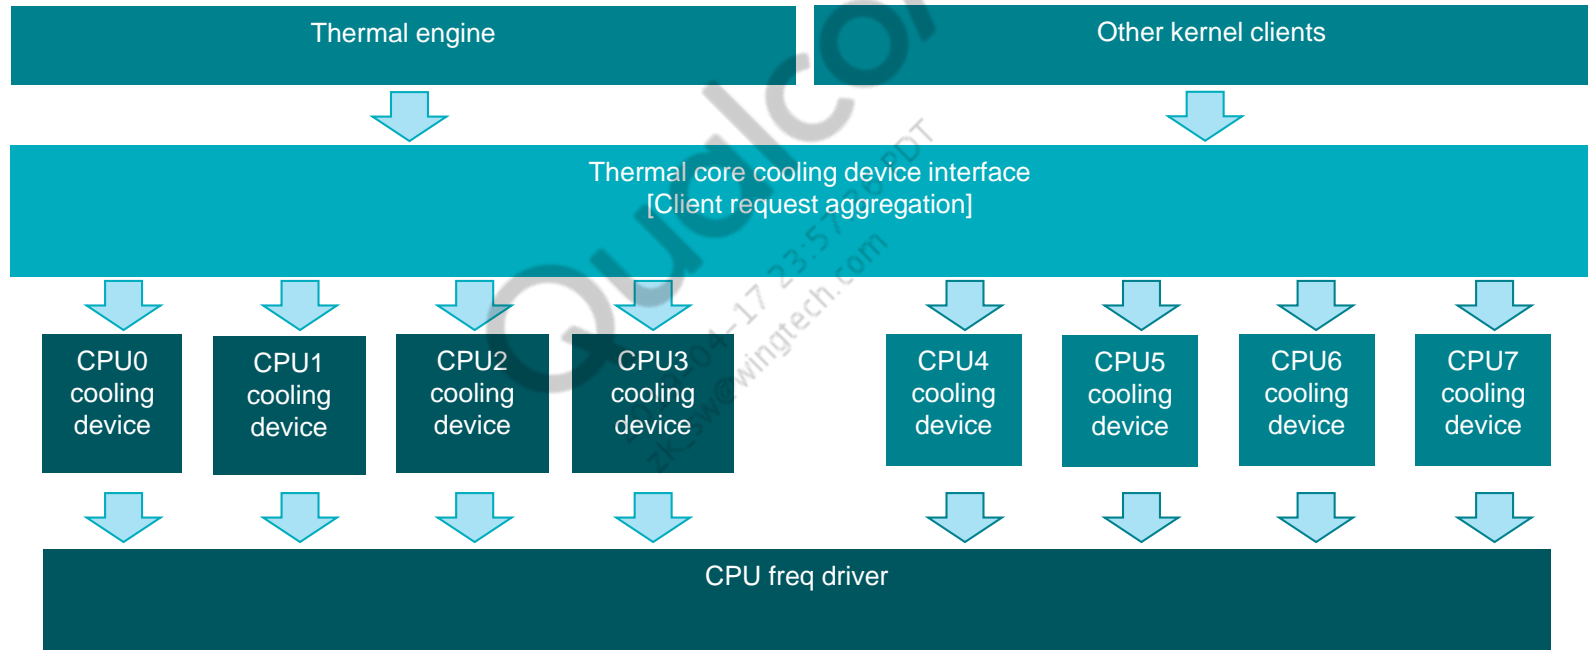 Thermal engine
Other kernel clients
Thermal core cooling device interface
[Client request aggregation]
CPU0
cooling
device
CPU1
cooling
device
CPU2
cooling
device
CPU3
cooling
device
CPU4
cooling
device
CPU5
cooling
device
CPU6
cooling
device
CPU7
cooling
device
CPU freq driver